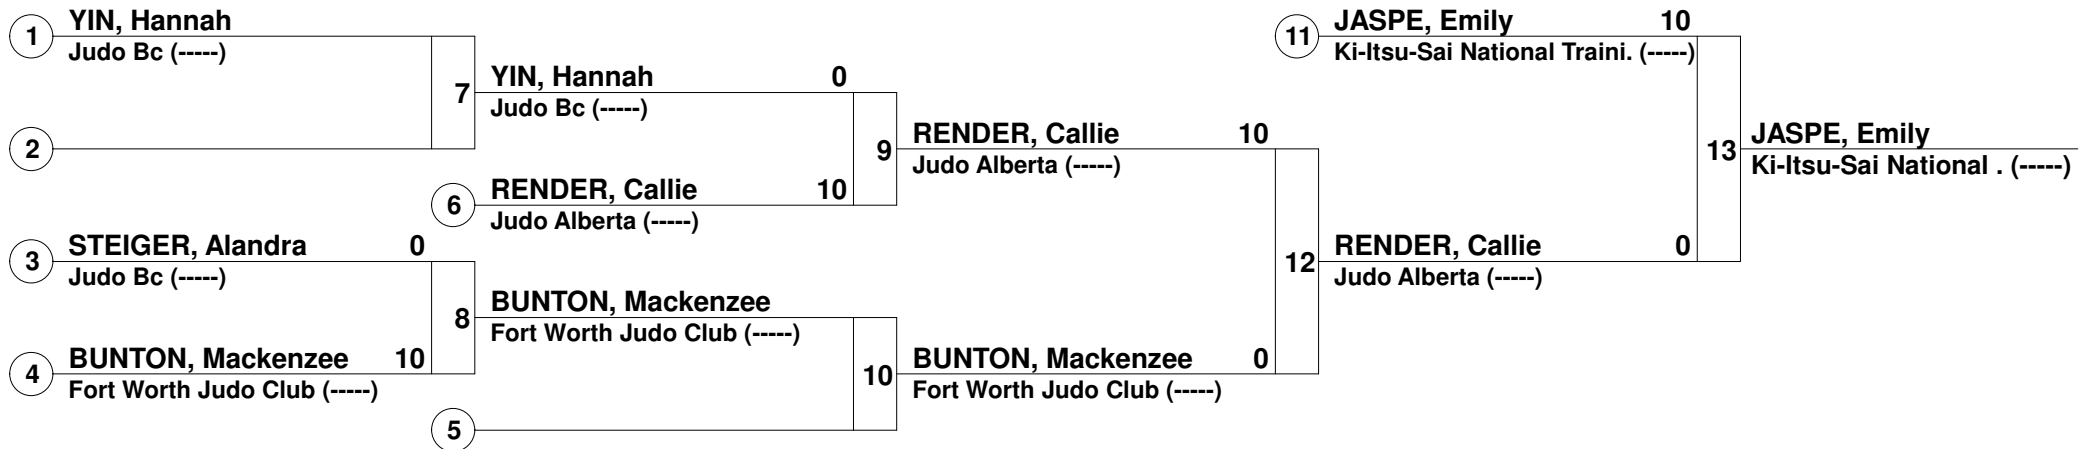 1
YIN, Hannah
Judo Bc (-----)
2
7
YIN, Hannah 0
Judo Bc (-----)
6
RENDER, Callie 10
Judo Alberta (-----)
3
STEIGER, Alandra 0
Judo Bc (-----)
4
BUNTON, Mackenzee 10
Fort Worth Judo Club (-----)
8
BUNTON, Mackenzee
Fort Worth Judo Club (-----)
5
9
RENDER, Callie 10
Judo Alberta (-----)
10
BUNTON, Mackenzee 0
Fort Worth Judo Club (-----)
11
JASPE, Emily 10
Ki-Itsu-Sai National Traini. (-----)
12
RENDER, Callie 0
Judo Alberta (-----)
13
JASPE, Emily
Ki-Itsu-Sai National . (-----)